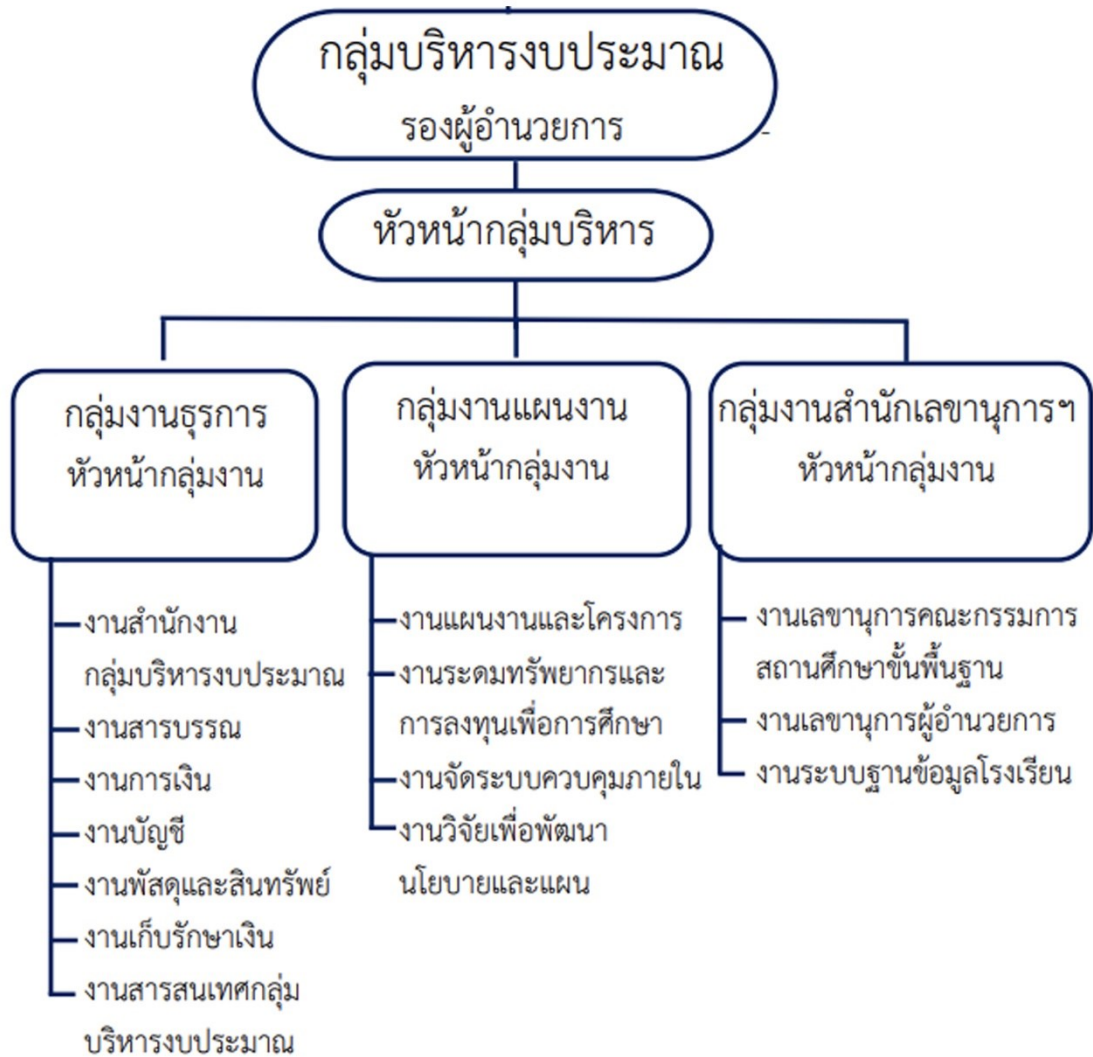 กลุ่มบริหารงบประมาณ
รองผู้อำนวยการ
หัวหน้ากลุ่มบริหาร
กลุ่มงานธุรการ
หัวหน้ากลุ่มงาน
งานสำนักงาน
กลุ่มบริหารงบประมาณ
งานสารบรรณ
งานการเงิน
งานบัญชี
งานพัสดุและสินทรัพย์
งานเก็บรักษาเงิน
งานสารสนเทศกลุ่ม
บริหารงบประมาณ
กลุ่มงานแผนงาน
หัวหน้ากลุ่มงาน
งานแผนงานและโครงการ
งานระดมทรัพยากรและ
การลงทุนเพื่อการศึกษา
งานจัดระบบควบคุมภายใน
งานวิจัยเพื่อพัฒนา
นโยบายและแผน
กลุ่มงานสำนักเลขานุการฯ
หัวหน้ากลุ่มงาน
งานเลขานุการคณะกรรมการ
สถานศึกษาขั้นพื้นฐาน
งานเลขานุการผู้อำนวยการ
งานระบบฐานข้อมูลโรงเรียน